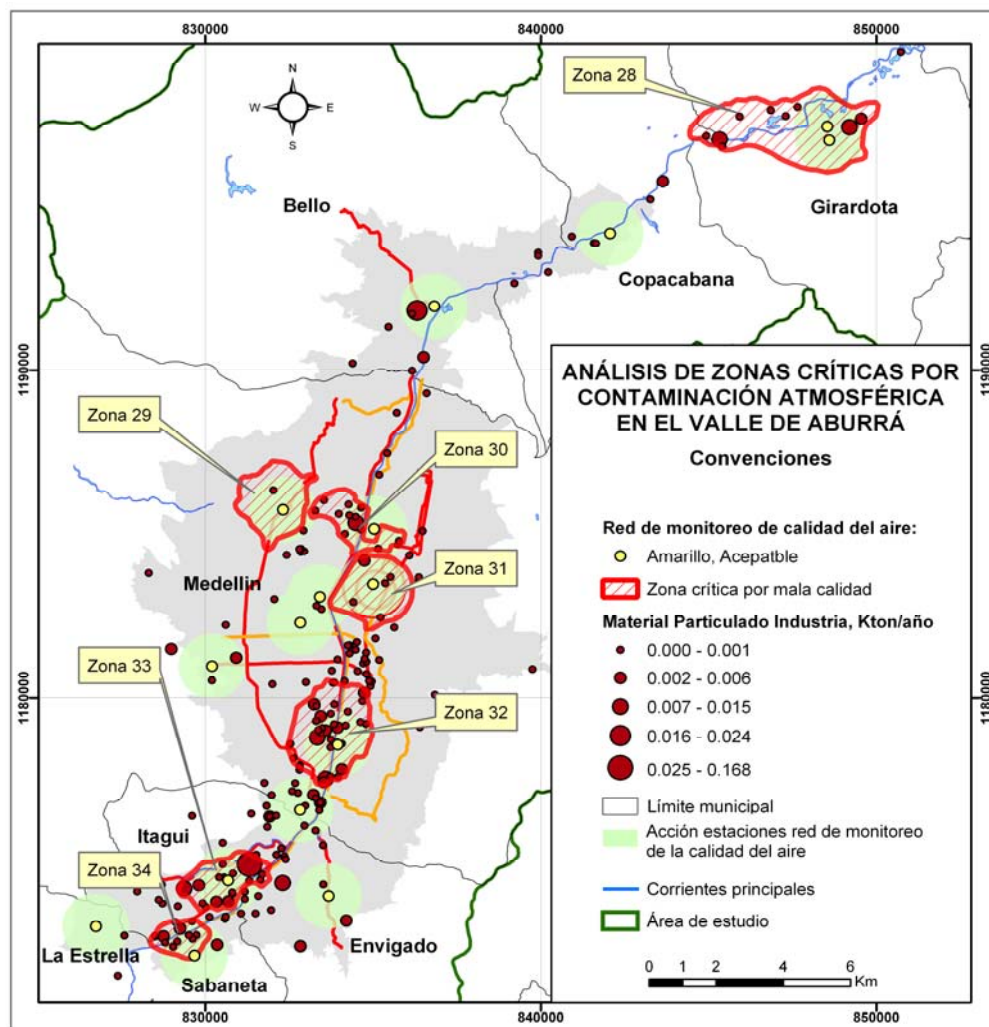 830000
840000
850000
Zona 28
N
W
E
S
Bello
Girardota
Copacabana
1190000
1190000
ANÁLISIS DE ZONAS CRÍTICAS POR
CONTAMINACIÓN ATMOSFÉRICA
EN EL VALLE DE ABURRÁ
Convenciones
Zona 29
Zona 30
Red de monitoreo de calidad del aire:
Amarillo, Acepatble
Medellin
Zona 31
Zona crítica por mala calidad
Material Particulado Industria, Kton/año
0.000 - 0.001
Zona 33
0.002 - 0.006
1180000
1180000
Zona 32
0.007 - 0.015
0.016 - 0.024
0.025 - 0.168
Límite municipal
Itagui
Acción estaciones red de monitoreo
de la calidad del aire
Zona 34
Corrientes principales
Área de estudio
La Estrella
Envigado
Sabaneta
0 1 2 4 6
Km
830000
840000
850000